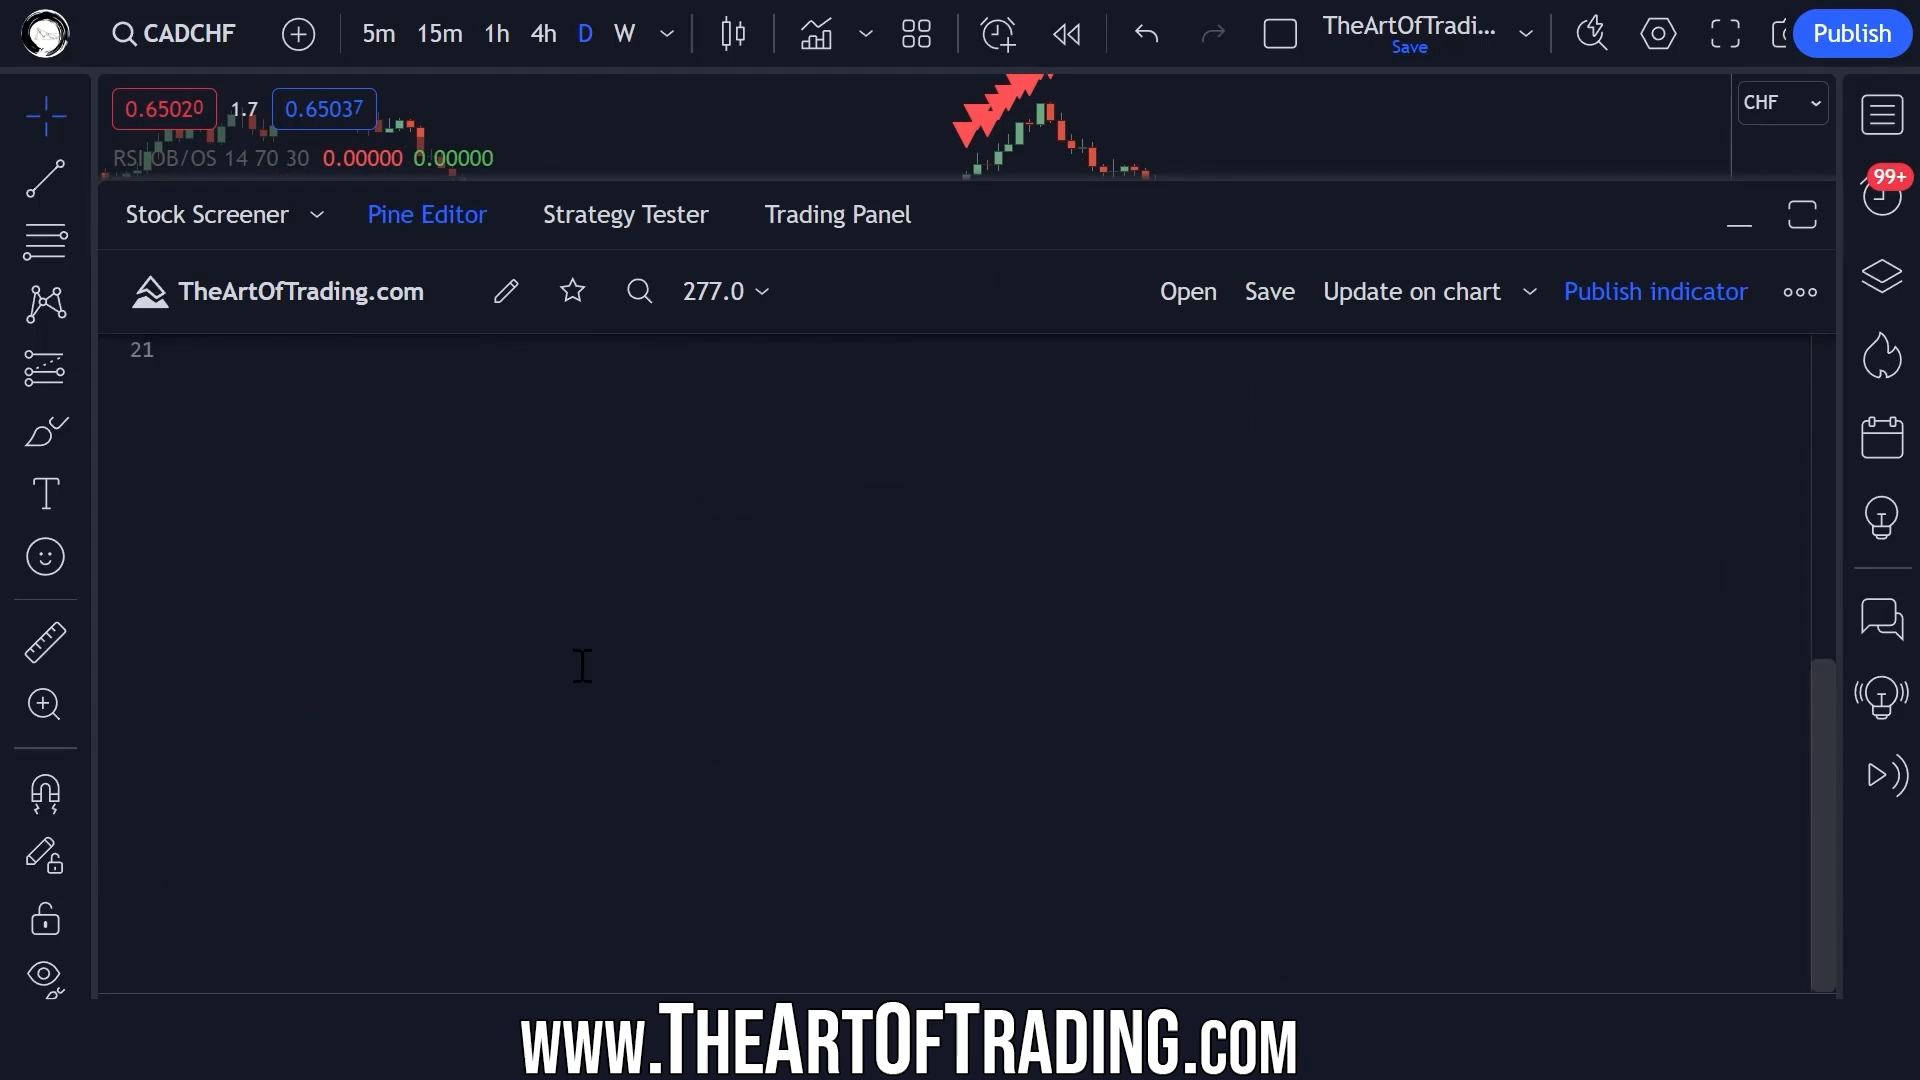 CADCHF
5m 15m 1h 4h D W
TheArtOfTradi...
Save
Publish
0.65020 1.7 0.65037
CHF
RSI OB/OS 14 70 30 0.00000 0.00000
99+
Stock Screener Pine Editor Strategy Tester Trading Panel
TheArtOfTrading.com 277.0 Open Save Update on chart Publish indicator
21
www.TheArtOfTrading.com